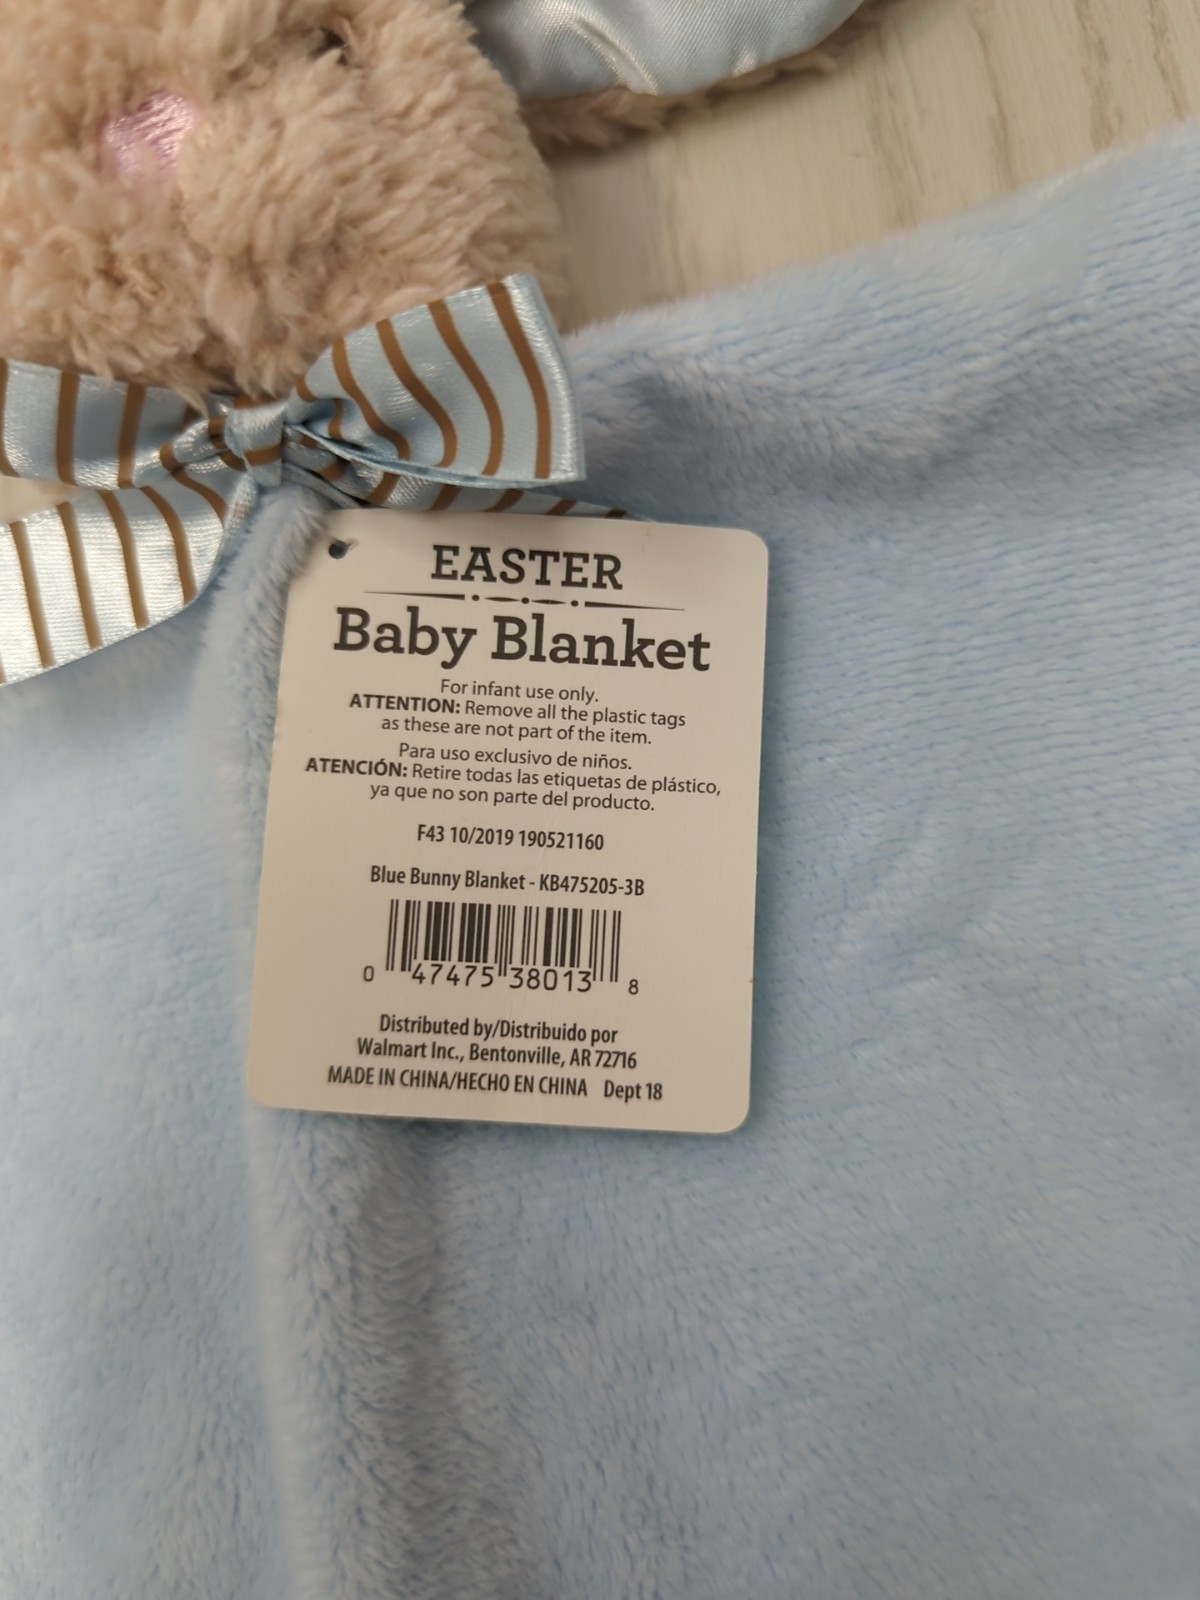 EASTER
Baby Blanket
For infant use only.
ATTENTION: Remove all the plastic tags
as these are not part of the item.
Para uso exclusivo de niños.
ATENCIÓN: Retire todas las etiquetas de plástico,
ya que no son parte del producto.
F43 10/2019 190521160
Blue Bunny Blanket - KB475205-3B
0 47475 38013 8
Distributed by/Distribuido por
Walmart Inc., Bentonville, AR 72716
MADE IN CHINA/HECHO EN CHINA Dept 18